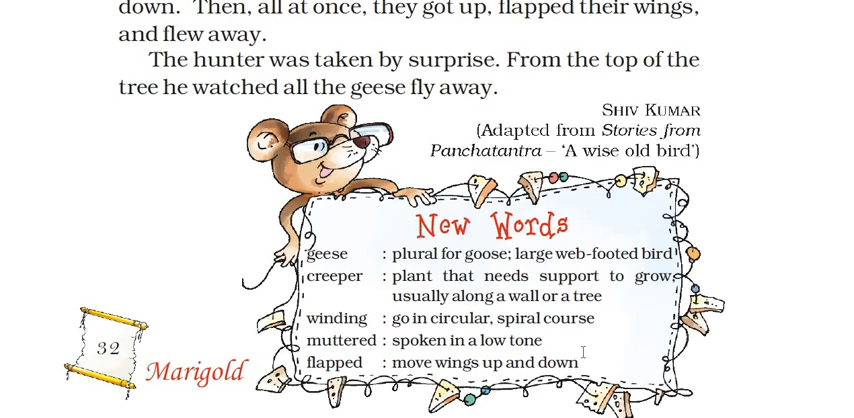 down. Then, all at once, they got up, flapped their wings,
and flew away.
The hunter was taken by surprise. From the top of the
tree he watched all the geese fly away.
SHIV KUMAR
(Adapted from Stories from
Panchatantra – ‘A wise old bird’)
New Words
geese : plural for goose; large web-footed bird
creeper : plant that needs support to grow,
usually along a wall or a tree
winding : go in circular, spiral course
muttered : spoken in a low tone
flapped : move wings up and down
32
Marigold